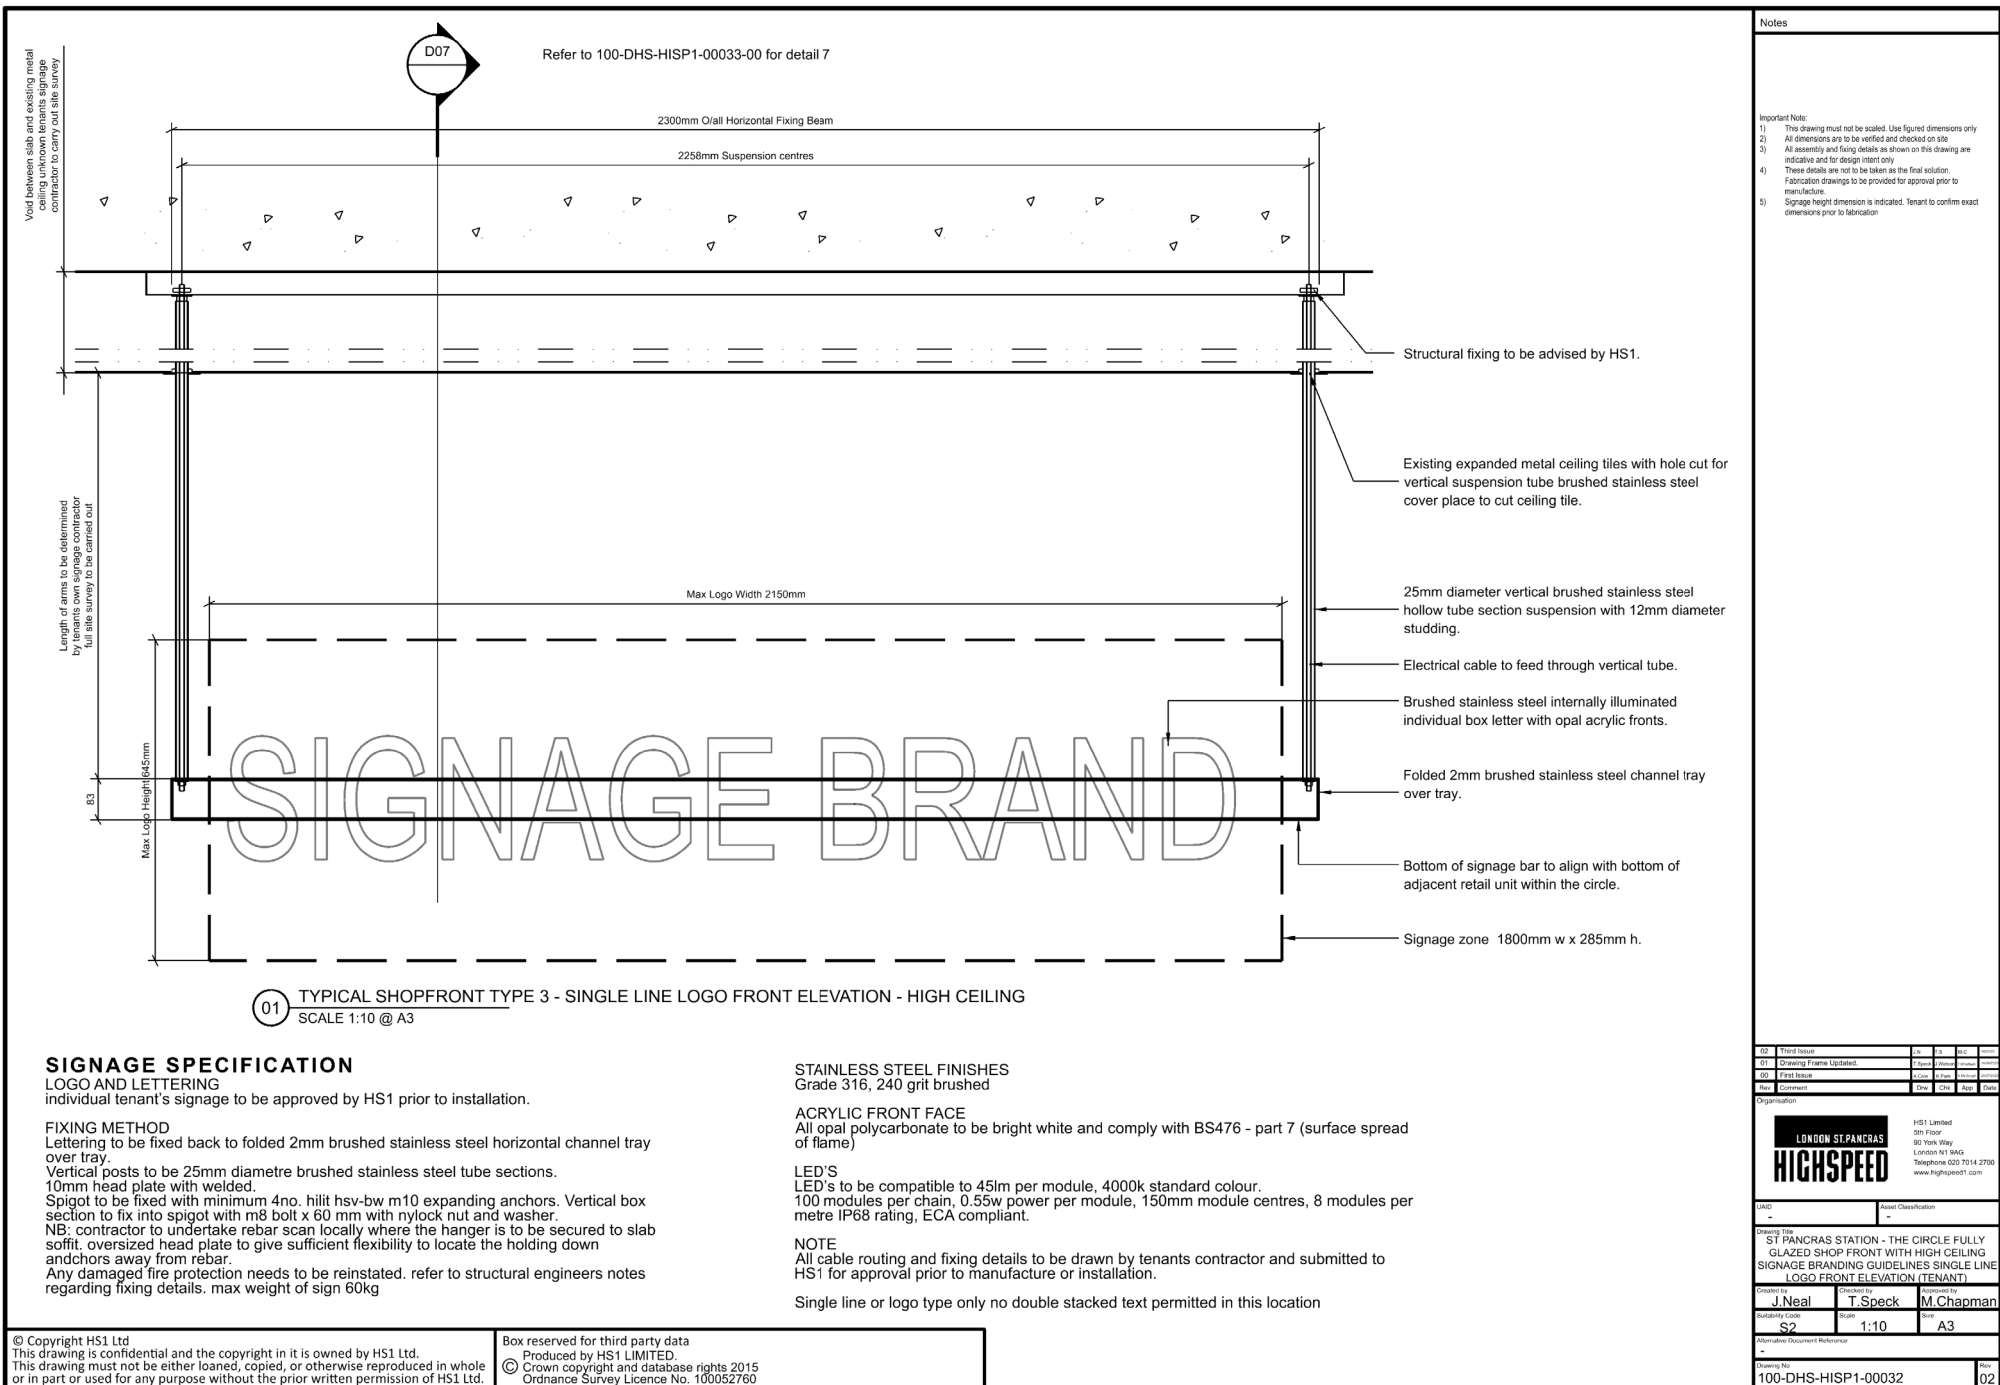 Void between slab and existing metal
ceiling unknown tenants signage
contractor to carry out site survey
D07
Refer to 100-DHS-HISP1-00033-00 for detail 7
2300mm O/all Horizontal Fixing Beam
2258mm Suspension centres
Structural fixing to be advised by HS1.
Existing expanded metal ceiling tiles with hole cut for
vertical suspension tube brushed stainless steel
cover place to cut ceiling tile.
Length of arms to be determined
by tenants own signage contractor
full site survey to be carried out
Max Logo Width 2150mm
25mm diameter vertical brushed stainless steel
hollow tube section suspension with 12mm diameter
studding.
Electrical cable to feed through vertical tube.
Brushed stainless steel internally illuminated
individual box letter with opal acrylic fronts.
Max Logo Height 645mm
83
SIGNAGE BRAND
Folded 2mm brushed stainless steel channel tray
over tray.
Bottom of signage bar to align with bottom of
adjacent retail unit within the circle.
Signage zone 1800mm w x 285mm h.
01
TYPICAL SHOPFRONT TYPE 3 - SINGLE LINE LOGO FRONT ELEVATION - HIGH CEILING
SCALE 1:10 @ A3
SIGNAGE SPECIFICATION
LOGO AND LETTERING
individual tenant's signage to be approved by HS1 prior to installation.
FIXING METHOD
Lettering to be fixed back to folded 2mm brushed stainless steel horizontal channel tray
over tray.
Vertical posts to be 25mm diametre brushed stainless steel tube sections.
10mm head plate with welded.
Spigot to be fixed with minimum 4no. hilit hsv-bw m10 expanding anchors. Vertical box
section to fix into spigot with m8 bolt x 60 mm with nylock nut and washer.
NB: contractor to undertake rebar scan locally where the hanger is to be secured to slab
soffit. oversized head plate to give sufficient flexibility to locate the holding down
andchors away from rebar.
Any damaged fire protection needs to be reinstated. refer to structural engineers notes
regarding fixing details. max weight of sign 60kg
STAINLESS STEEL FINISHES
Grade 316, 240 grit brushed
ACRYLIC FRONT FACE
All opal polycarbonate to be bright white and comply with BS476 - part 7 (surface spread
of flame)
LED'S
LED's to be compatible to 45lm per module, 4000k standard colour.
100 modules per chain, 0.55w power per module, 150mm module centres, 8 modules per
metre IP68 rating, ECA compliant.
NOTE
All cable routing and fixing details to be drawn by tenants contractor and submitted to
HS1 for approval prior to manufacture or installation.
Single line or logo type only no double stacked text permitted in this location
© Copyright HS1 Ltd
This drawing is confidential and the copyright in it is owned by HS1 Ltd.
This drawing must not be either loaned, copied, or otherwise reproduced in whole
or in part or used for any purpose without the prior written permission of HS1 Ltd.
Box reserved for third party data
Produced by HS1 LIMITED.
© Crown copyright and database rights 2015
Ordnance Survey Licence No. 100052760
Notes
Important Note:
1) This drawing must not be scaled. Use figured dimensions only
2) All dimensions are to be verified and checked on site
3) All assembly and fixing details as shown on this drawing are
indicative and for design intent only
4) These details are not to be taken as the final solution.
Fabrication drawings to be provided for approval prior to
manufacture.
5) Signage height dimension is indicated. Tenant to confirm exact
dimensions prior to fabrication
02 Third Issue J.N T.S M.C
01 Drawing Frame Updated. T.Speck
00 First Issue A.Cole K.Park
Rev Comment Drw Chk App Date
Organisation
LONDON ST.PANCRAS
HIGHSPEED
HS1 Limited
5th Floor
90 York Way
London N1 9AG
Telephone 020 7014 2700
www.highspeed1.com
UAID
-
Asset Classification
-
Drawing Title
ST PANCRAS STATION - THE CIRCLE FULLY
GLAZED SHOP FRONT WITH HIGH CEILING
SIGNAGE BRANDING GUIDELINES SINGLE LINE
LOGO FRONT ELEVATION (TENANT)
Created by
J.Neal
Checked by
T.Speck
Approved by
M.Chapman
Suitability Code
S2
Scale
1:10
Size
A3
Alternative Document Reference
-
Drawing No
100-DHS-HISP1-00032
Rev
02